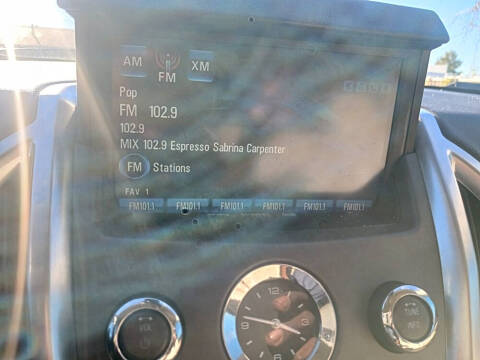 AM FM XM
Pop
FM 102.9
102.9
MIX 102.9 Espresso Sabrina Carpenter
FM Stations
FAV 1
FM101.1 FM101.1 FM101.1 FM101.1 FM101.1 FM101.1
12
VOL
TUNE
INFO